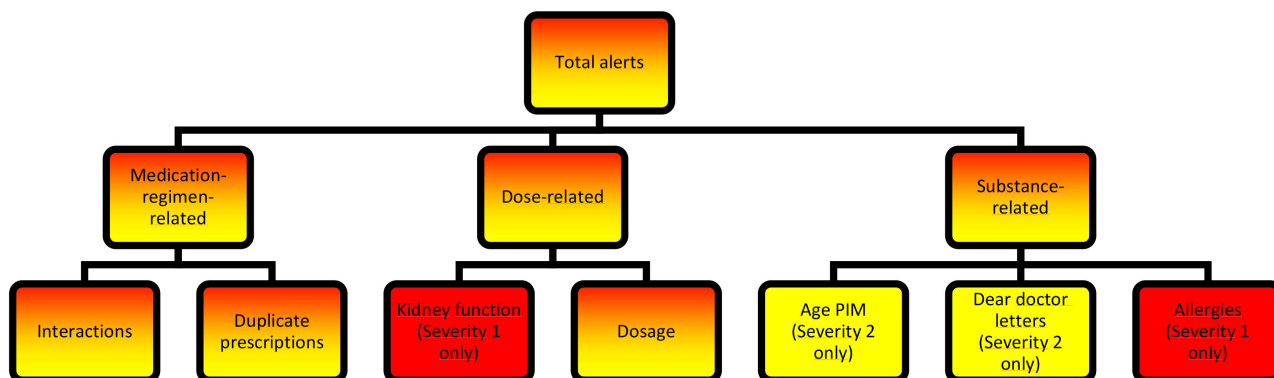 Total alerts
Medication-
regimen-
related
Dose-related
Substance-
related
Interactions
Duplicate
prescriptions
Kidney function
(Severity 1
only)
Dosage
Age PIM
(Severity 2
only)
Dear doctor
letters
(Severity 2
only)
Allergies
(Severity 1
only)